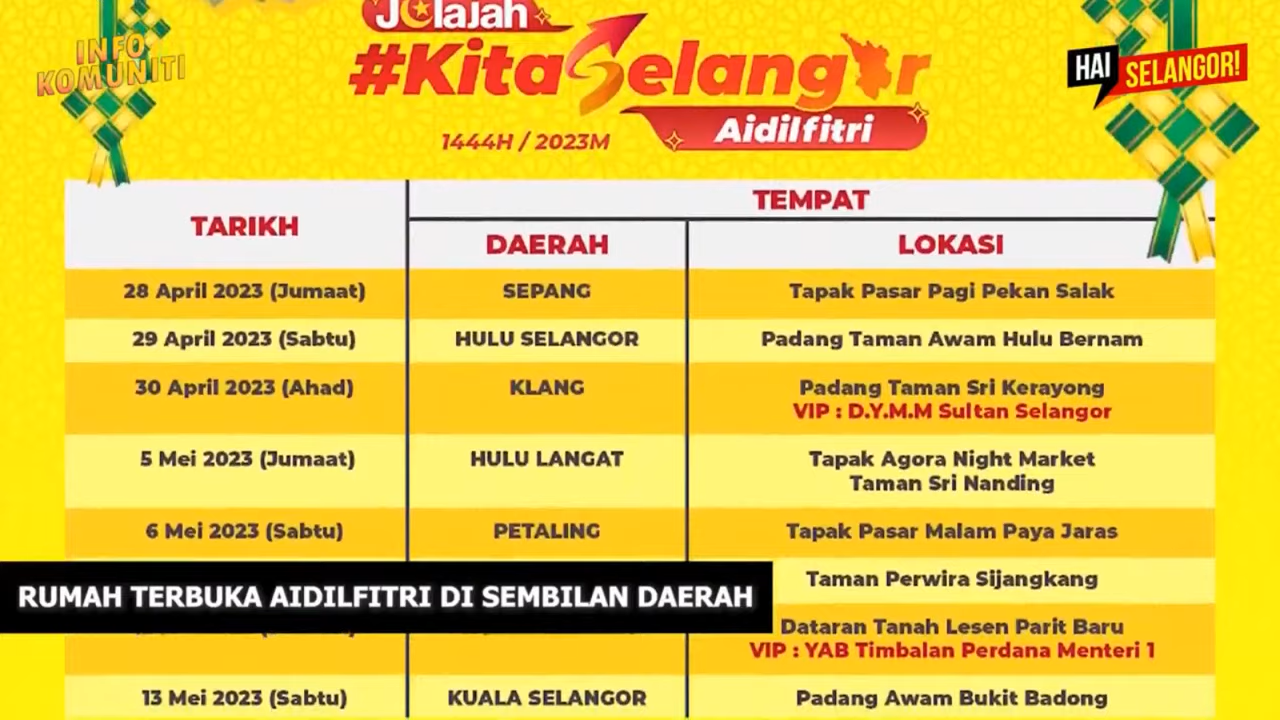 INFO
KOMUNITI
Jelajah
#KitaSelangor
Aidilfitri
1444H / 2023M
HAI
SELANGOR!
TARIKH
TEMPAT
DAERAH
LOKASI
28 April 2023 (Jumaat) SEPANG Tapak Pasar Pagi Pekan Salak
29 April 2023 (Sabtu) HULU SELANGOR Padang Taman Awam Hulu Bernam
30 April 2023 (Ahad) KLANG Padang Taman Sri Kerayong
VIP : D.Y.M.M Sultan Selangor
5 Mei 2023 (Jumaat) HULU LANGAT Tapak Agora Night Market
Taman Sri Nanding
6 Mei 2023 (Sabtu) PETALING Tapak Pasar Malam Paya Jaras
Taman Perwira Sijangkang
RUMAH TERBUKA AIDILFITRI DI SEMBILAN DAERAH
Dataran Tanah Lesen Parit Baru
VIP : YAB Timbalan Perdana Menteri 1
13 Mei 2023 (Sabtu) KUALA SELANGOR Padang Awam Bukit Badong